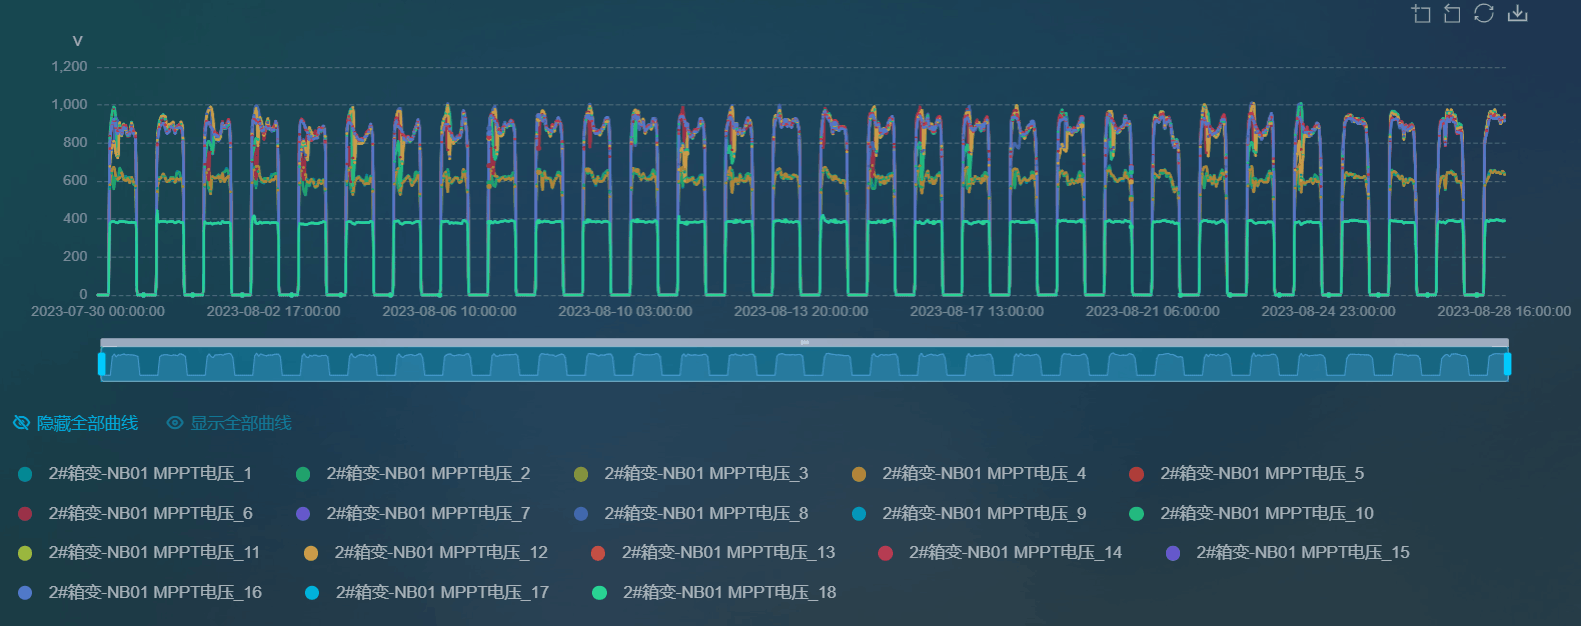 V
1,200
1,000
800
600
400
200
0
2023-07-30 00:00:00 2023-08-02 17:00:00 2023-08-06 10:00:00 2023-08-10 03:00:00 2023-08-13 20:00:00 2023-08-17 13:00:00 2023-08-21 06:00:00 2023-08-24 23:00:00 2023-08-28 16:00:00
隐藏全部曲线 显示全部曲线
2#箱变-NB01 MPPT电压_1 2#箱变-NB01 MPPT电压_2 2#箱变-NB01 MPPT电压_3 2#箱变-NB01 MPPT电压_4 2#箱变-NB01 MPPT电压_5
2#箱变-NB01 MPPT电压_6 2#箱变-NB01 MPPT电压_7 2#箱变-NB01 MPPT电压_8 2#箱变-NB01 MPPT电压_9 2#箱变-NB01 MPPT电压_10
2#箱变-NB01 MPPT电压_11 2#箱变-NB01 MPPT电压_12 2#箱变-NB01 MPPT电压_13 2#箱变-NB01 MPPT电压_14 2#箱变-NB01 MPPT电压_15
2#箱变-NB01 MPPT电压_16 2#箱变-NB01 MPPT电压_17 2#箱变-NB01 MPPT电压_18